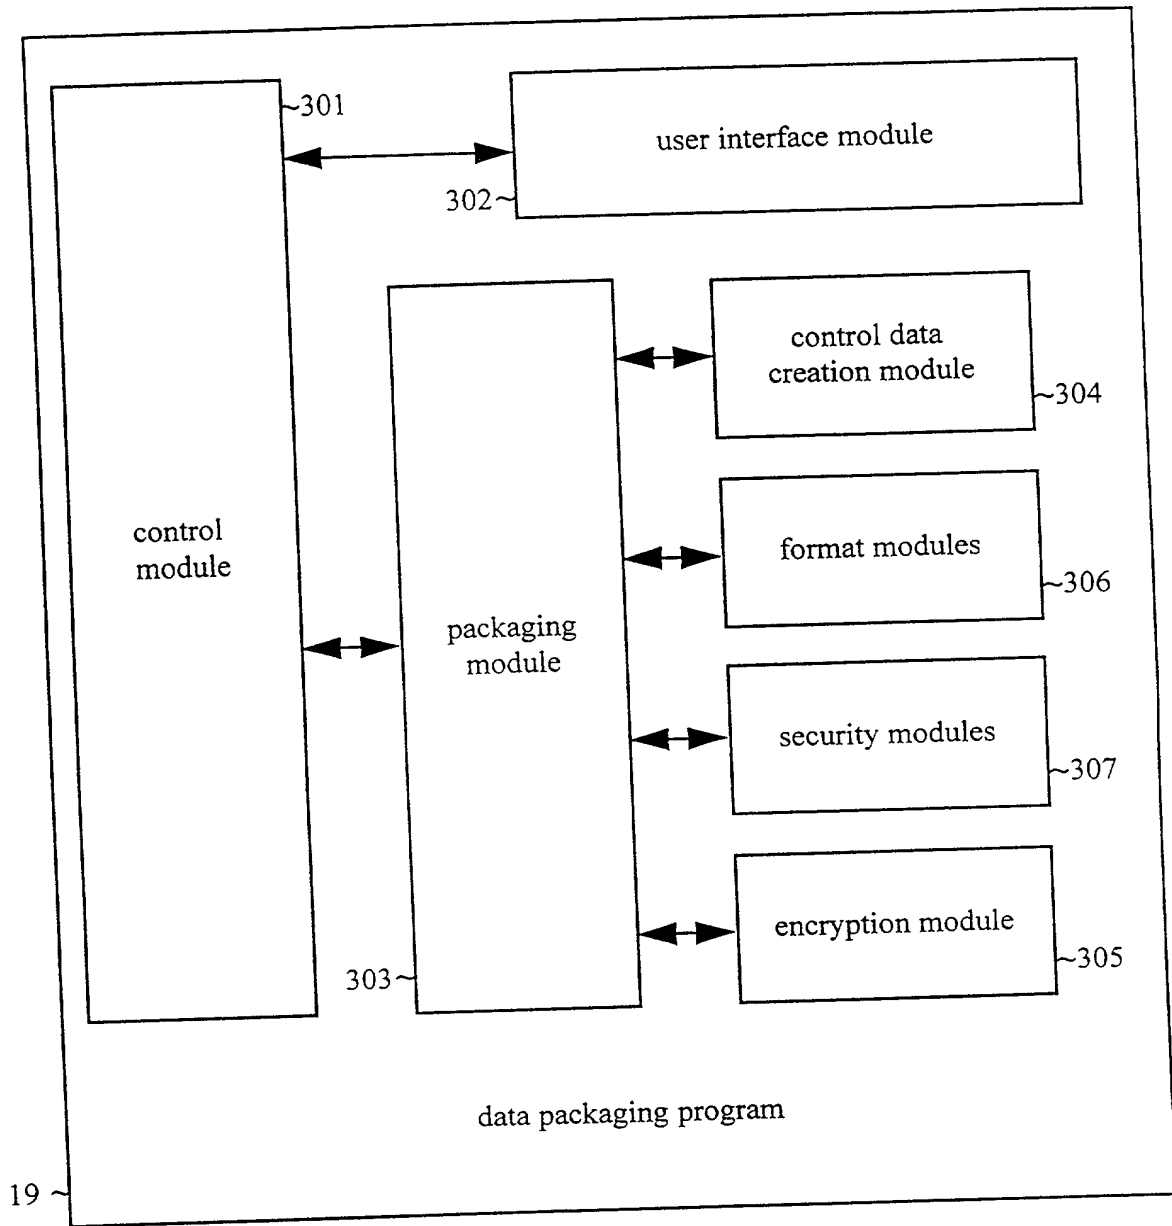 ~301
user interface module
302~
control data
creation module
~304
control
module
format modules
~306
packaging
module
security modules
~307
encryption module
~305
303~
data packaging program
19 ~